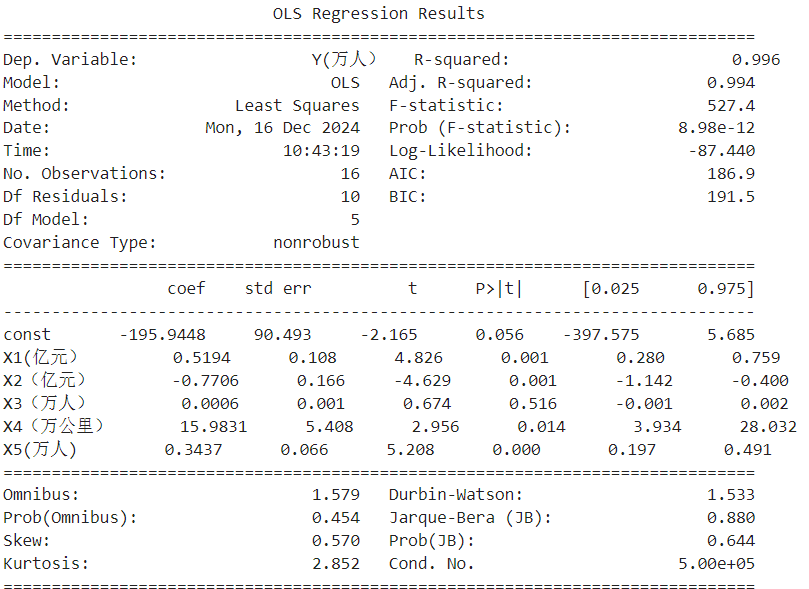 OLS Regression Results
==============================================================================
Dep. Variable: Y(万人） R-squared: 0.996
Model: OLS Adj. R-squared: 0.994
Method: Least Squares F-statistic: 527.4
Date: Mon, 16 Dec 2024 Prob (F-statistic): 8.98e-12
Time: 10:43:19 Log-Likelihood: -87.440
No. Observations: 16 AIC: 186.9
Df Residuals: 10 BIC: 191.5
Df Model: 5
Covariance Type: nonrobust
==============================================================================
coef std err t P>|t| [0.025 0.975]
------------------------------------------------------------------------------
const -195.9448 90.493 -2.165 0.056 -397.575 5.685
X1(亿元） 0.5194 0.108 4.826 0.001 0.280 0.759
X2（亿元） -0.7706 0.166 -4.629 0.001 -1.142 -0.400
X3（万人） 0.0006 0.001 0.674 0.516 -0.001 0.002
X4（万公里） 15.9831 5.408 2.956 0.014 3.934 28.032
X5(万人) 0.3437 0.066 5.208 0.000 0.197 0.491
==============================================================================
Omnibus: 1.579 Durbin-Watson: 1.533
Prob(Omnibus): 0.454 Jarque-Bera (JB): 0.880
Skew: 0.570 Prob(JB): 0.644
Kurtosis: 2.852 Cond. No. 5.00e+05
==============================================================================